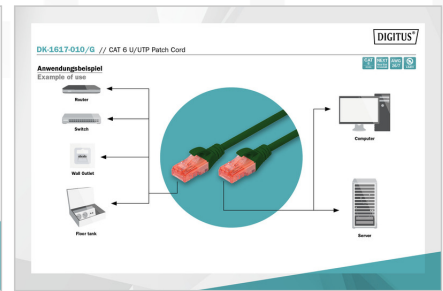 DIGITUS®
DK-1617-010/G // CAT 6 U/UTP Patch Cord
Anwendungsbeispiel
Example of use
Router
Switch
Wall Outlet
Floor tank
Computer
Server